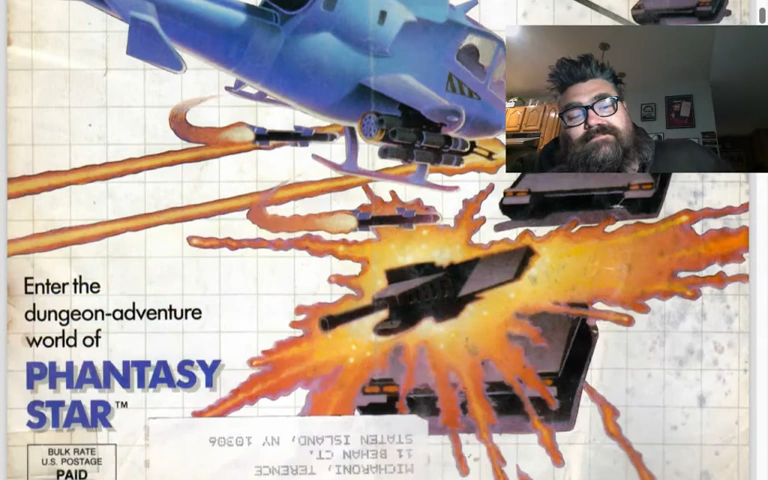 Enter the
dungeon-adventure
world of
PHANTASY
STAR™
BULK RATE
U.S. POSTAGE
PAID
MICHARONI, TERENCE
11 BEHAN CT.
STATEN ISLAND, NY 10306